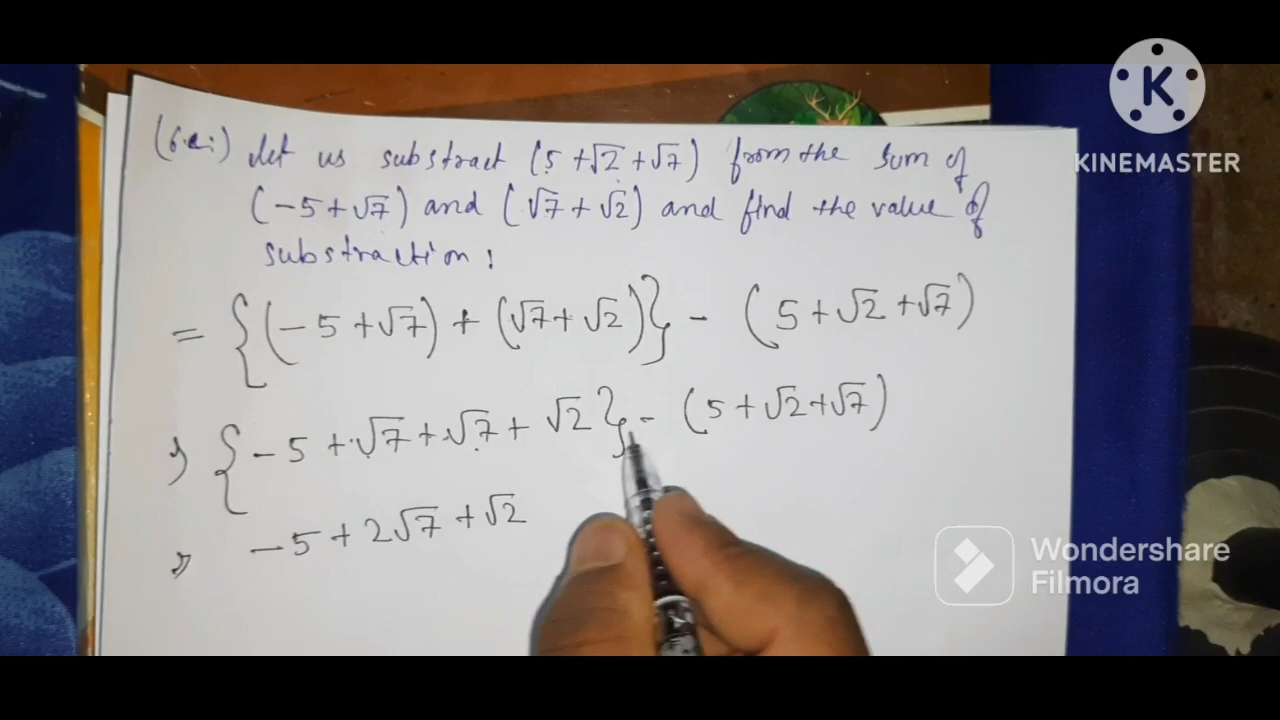 let us substract (5 + √2 + √7) from the sum of
(-5 + √7) and (√7 + √2) and find the value of
substraction:
= {(-5 + √7) + (√7 + √2)} - (5 + √2 + √7)
{-5 + √7 + √7 + √2} - (5 + √2 + √7)
-5 + 2√7 + √2
K
KINEMASTER
Wondershare
Filmora